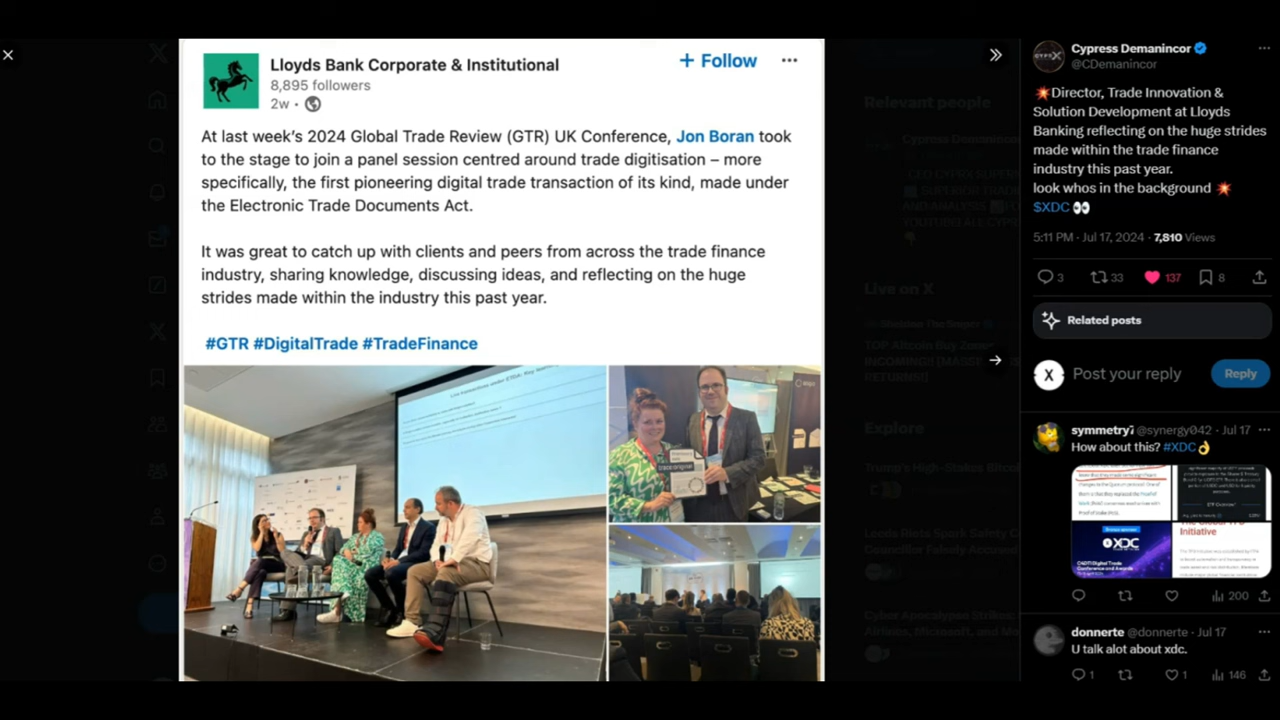 Lloyds Bank Corporate & Institutional
8,895 followers
2w •
+ Follow
At last week's 2024 Global Trade Review (GTR) UK Conference, Jon Boran took
to the stage to join a panel session centred around trade digitisation – more
specifically, the first pioneering digital trade transaction of its kind, made under
the Electronic Trade Documents Act.
It was great to catch up with clients and peers from across the trade finance
industry, sharing knowledge, discussing ideas, and reflecting on the huge
strides made within the industry this past year.
#GTR #DigitalTrade #TradeFinance
Relevant people
Live on X
Explore
Cypress Demanincor
@CDemanincor
💥Director, Trade Innovation &
Solution Development at Lloyds
Banking reflecting on the huge strides
made within the trade finance
industry this past year.
look whos in the background 💥
$XDC 👀
5:11 PM · Jul 17, 2024 · 7,810 Views
3
33
137
8
Related posts
X
Post your reply
Reply
symmetry7 @synergy042 · Jul 17
How about this? #XDC👌
XDC
Initiative
200
donnerte @donnerte · Jul 17
U talk alot about xdc.
1
1
146